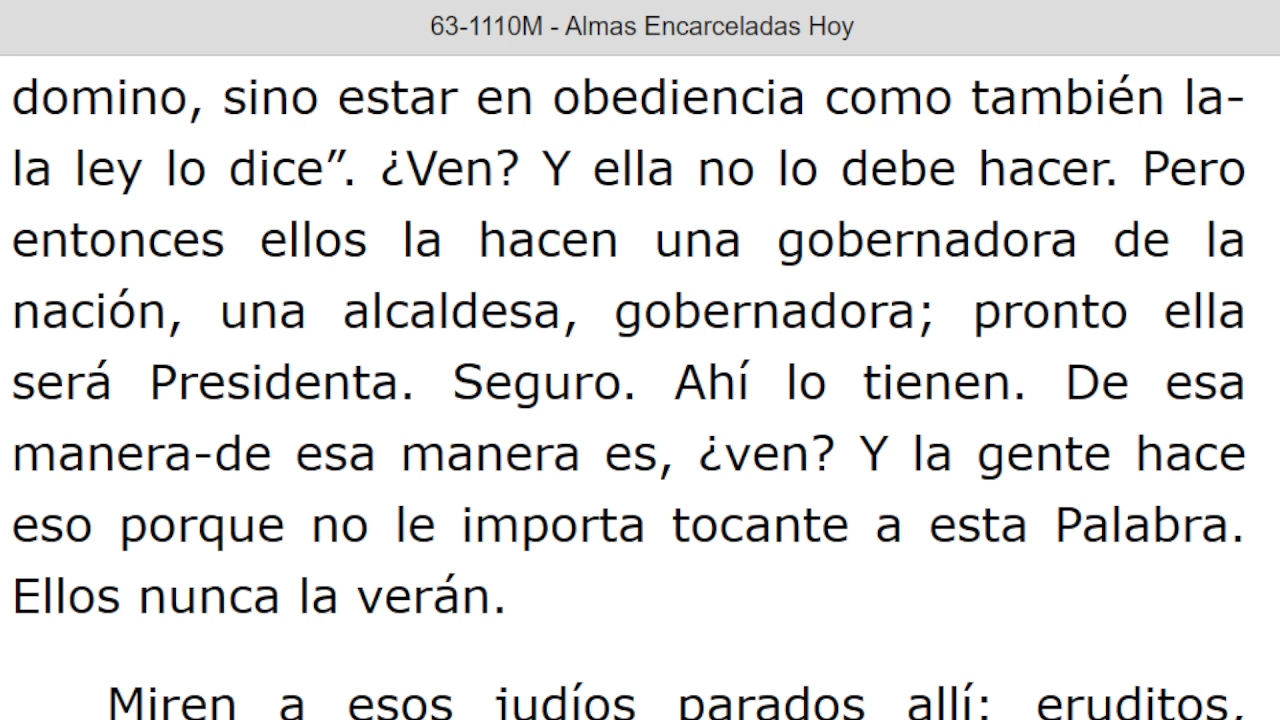 63-1110M - Almas Encarceladas Hoy
domino, sino estar en obediencia como también la-
la ley lo dice”. ¿Ven? Y ella no lo debe hacer. Pero
entonces ellos la hacen una gobernadora de la
nación, una alcaldesa, gobernadora; pronto ella
será Presidenta. Seguro. Ahí lo tienen. De esa
manera-de esa manera es, ¿ven? Y la gente hace
eso porque no le importa tocante a esta Palabra.
Ellos nunca la verán.
Miren a esos judíos parados allí; eruditos,